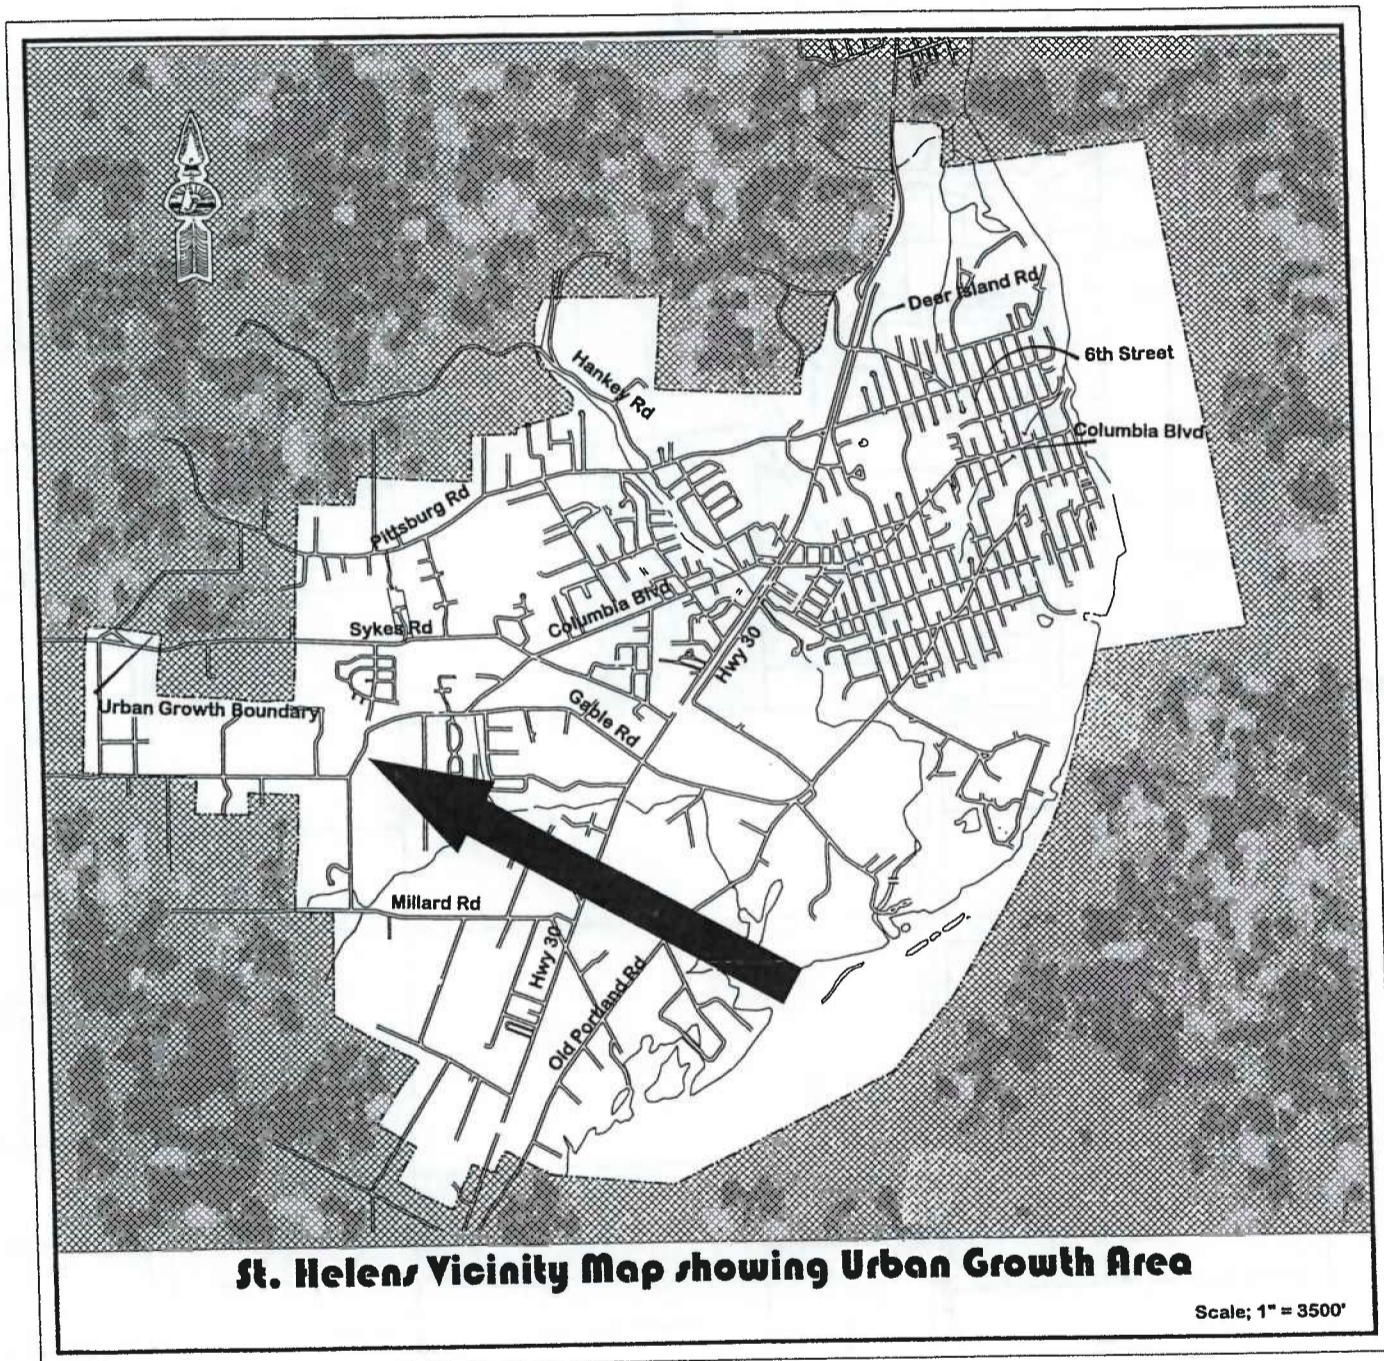 Deer Island Rd
6th Street
Hankey Rd
Columbia Blvd
Pittsburg Rd
Columbia Blvd
Sykes Rd
Hwy 30
Urban Growth Boundary
Gable Rd
Millard Rd
Hwy 30
Old Portland Rd
St. Helens Vicinity Map showing Urban Growth Area
Scale; 1" = 3500'